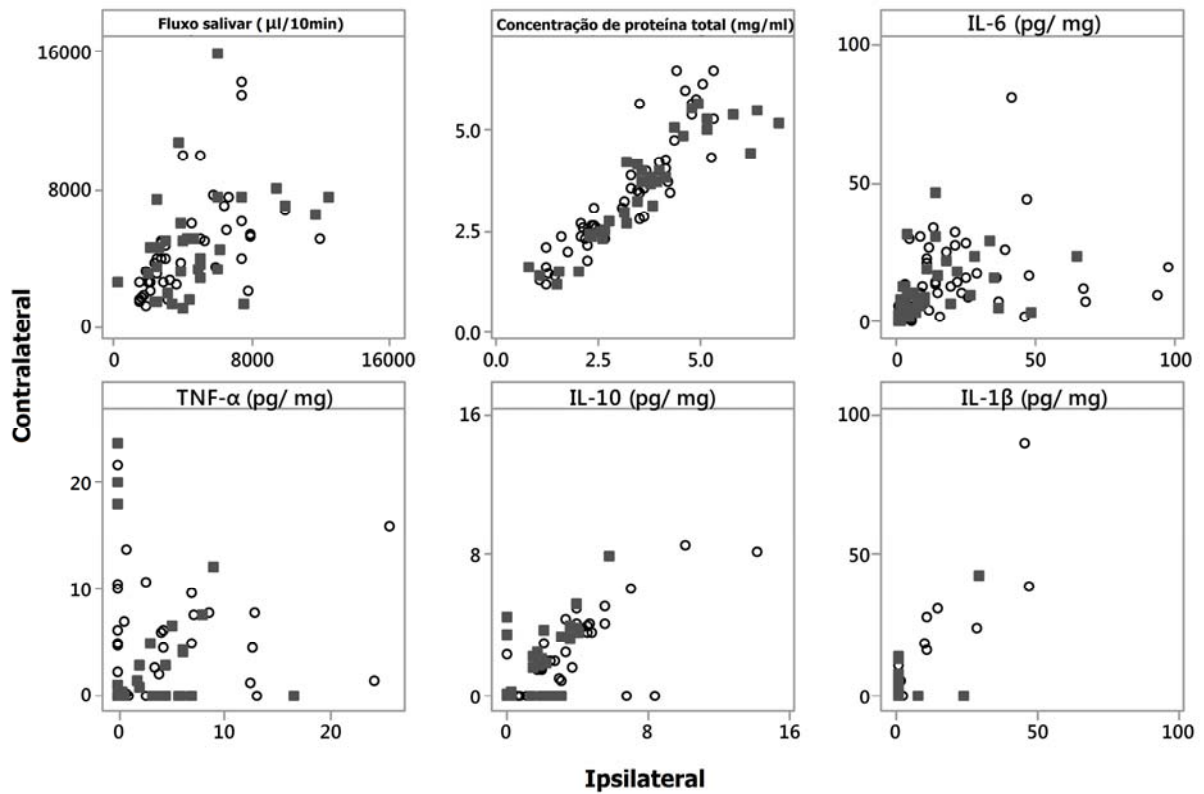 Fluxo salivar ( µl/10min)
Concentração de proteína total (mg/ml)
IL-6 (pg/ mg)
16000
8000
0
0 8000 16000
5.0
2.5
0.0
0.0 2.5 5.0
100
50
0
0 50 100
Contralateral
TNF-α (pg/ mg)
IL-10 (pg/ mg)
IL-1β (pg/ mg)
20
10
0
0 10 20
16
8
0
0 8 16
100
50
0
0 50 100
Ipsilateral